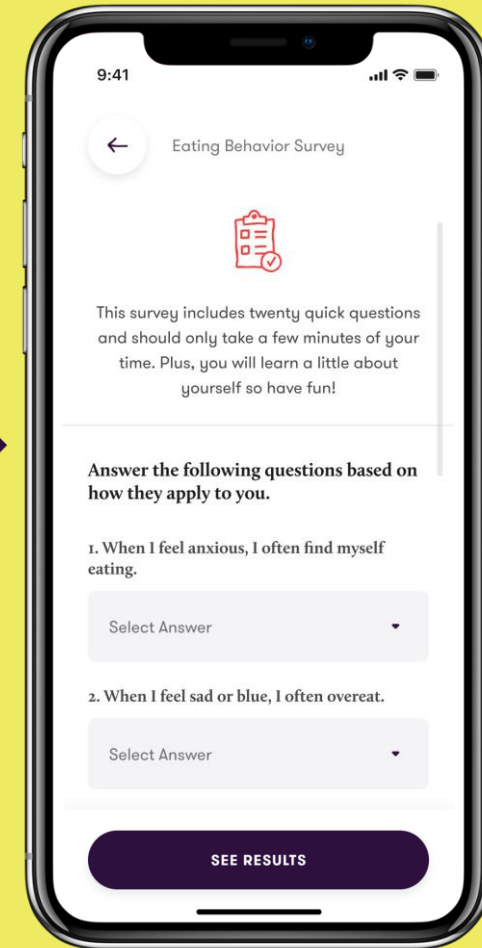 9:41
Eating Behavior Survey
This survey includes twenty quick questions
and should only take a few minutes of your
time. Plus, you will learn a little about
yourself so have fun!
Answer the following questions based on
how they apply to you.
1. When I feel anxious, I often find myself
eating.
Select Answer
2. When I feel sad or blue, I often overeat.
Select Answer
SEE RESULTS